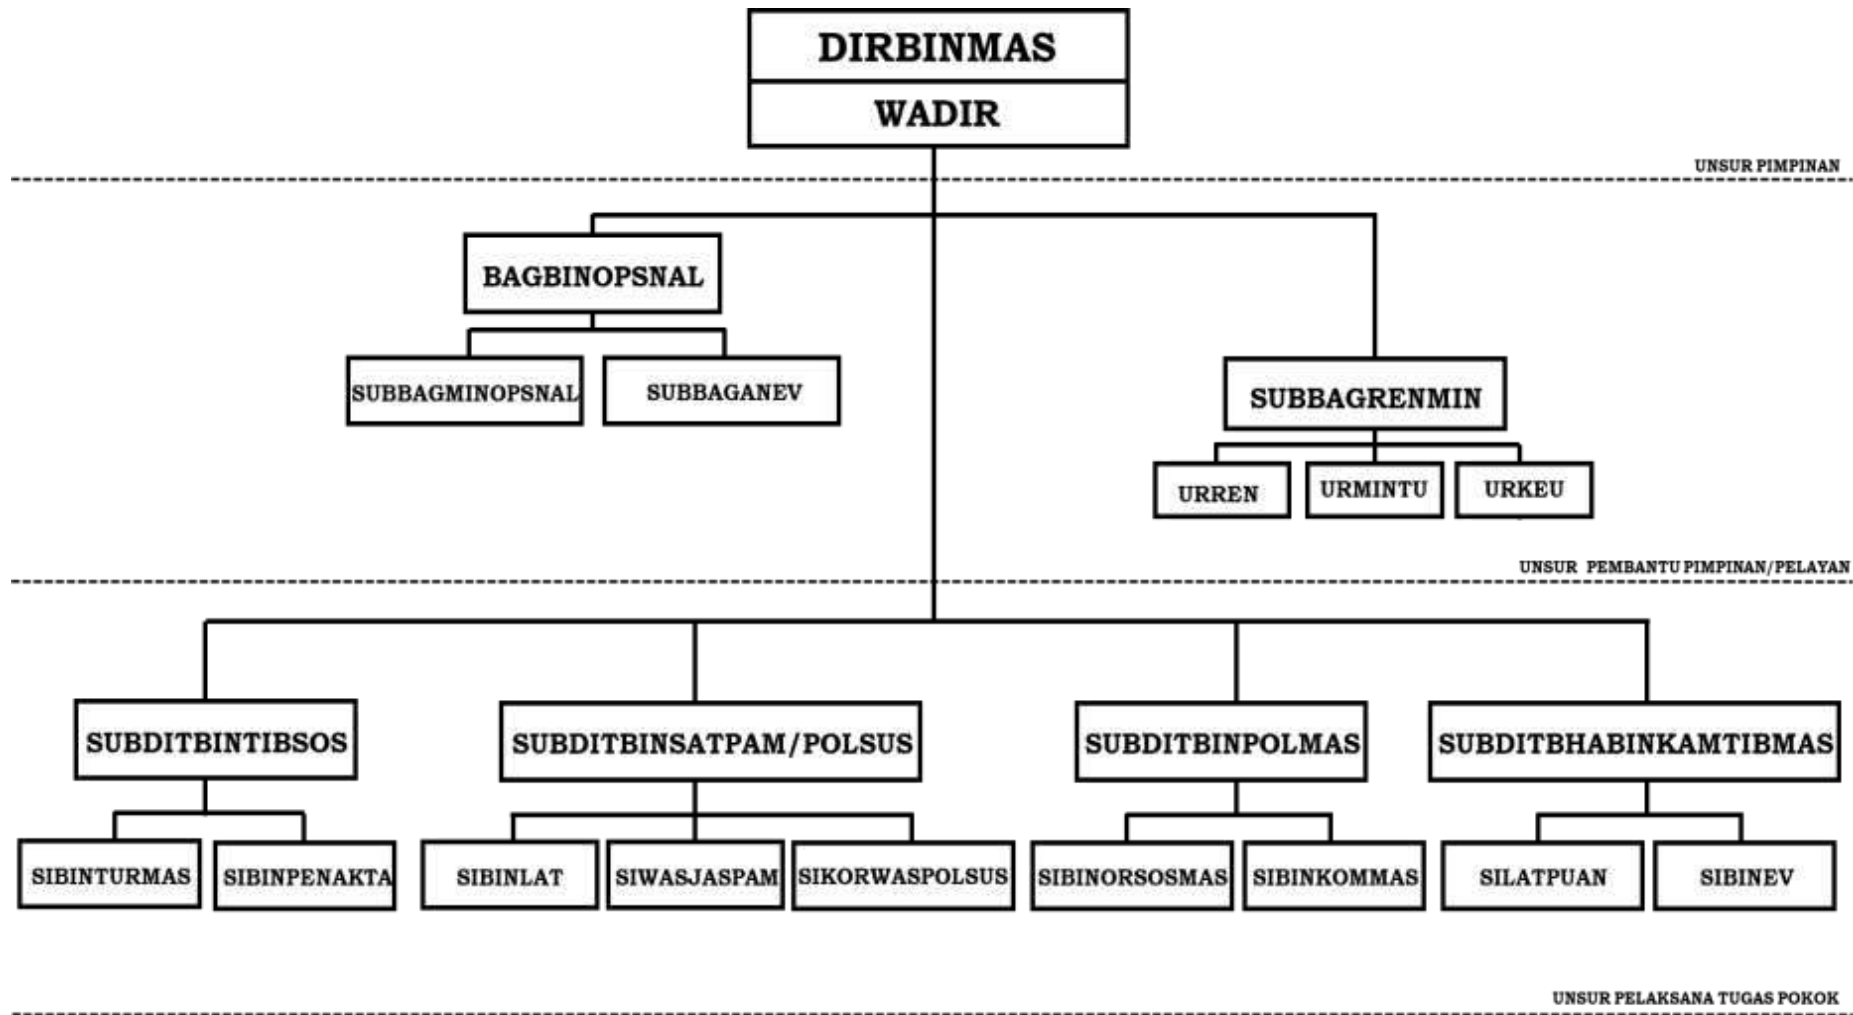 DIRBINMAS
WADIR
UNSUR PIMPINAN
BAGBINOPSNAL
SUBBAGMINOPSNAL
SUBBAGANEV
SUBBAGRENMIN
URREN
URMINTU
URKEU
UNSUR PEMBANTU PIMPINAN/PELAYAN
SUBDITBINTIBSOS
SUBDITBINSATPAM/POLSUS
SUBDITBINPOLMAS
SUBDITBHABINKAMTIBMAS
SIBINTURMAS
SIBINPENAKTA
SIBINLAT
SIWASJASPAM
SIKORWASPOLSUS
SIBINORSOSMAS
SIBINKOMMAS
SILATPUAN
SIBINEV
UNSUR PELAKSANA TUGAS POKOK